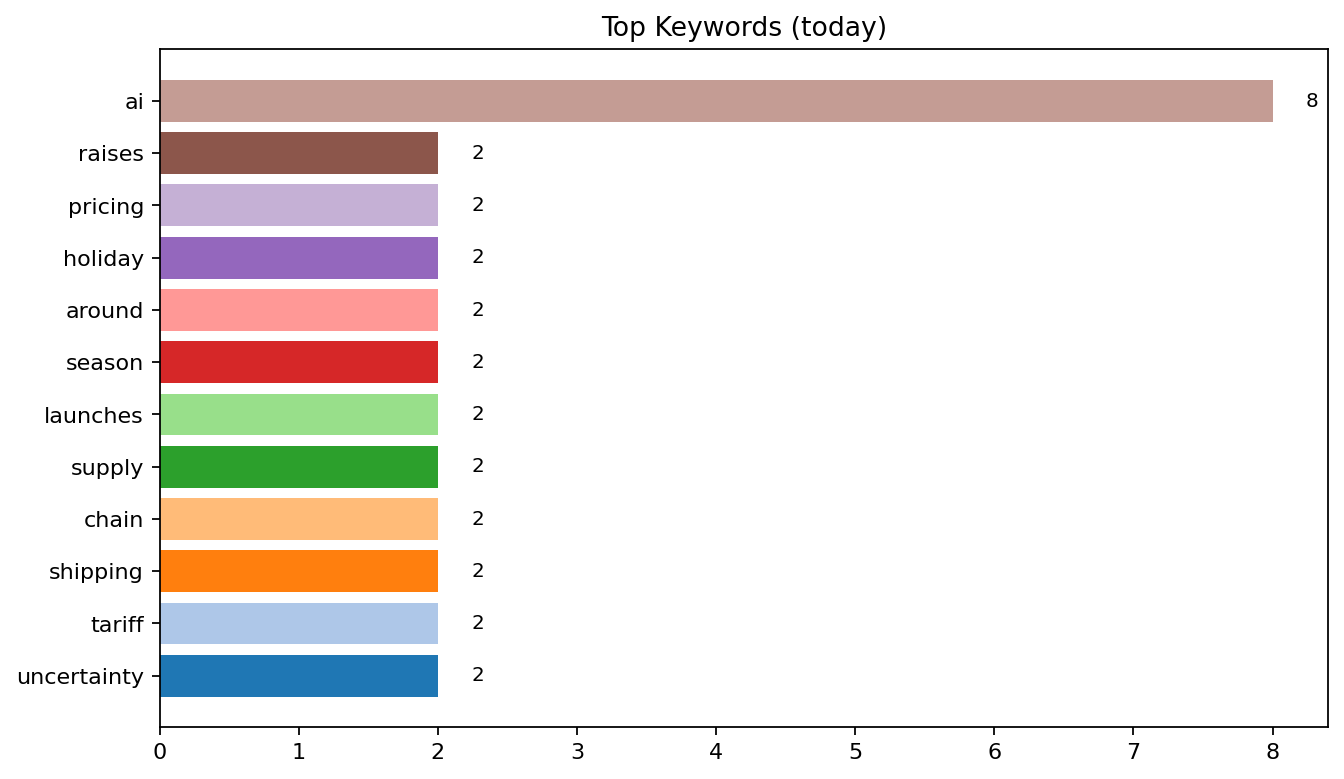 Top Keywords (today)
ai 8
raises 2
pricing 2
holiday 2
around 2
season 2
launches 2
supply 2
chain 2
shipping 2
tariff 2
uncertainty 2
0 1 2 3 4 5 6 7 8